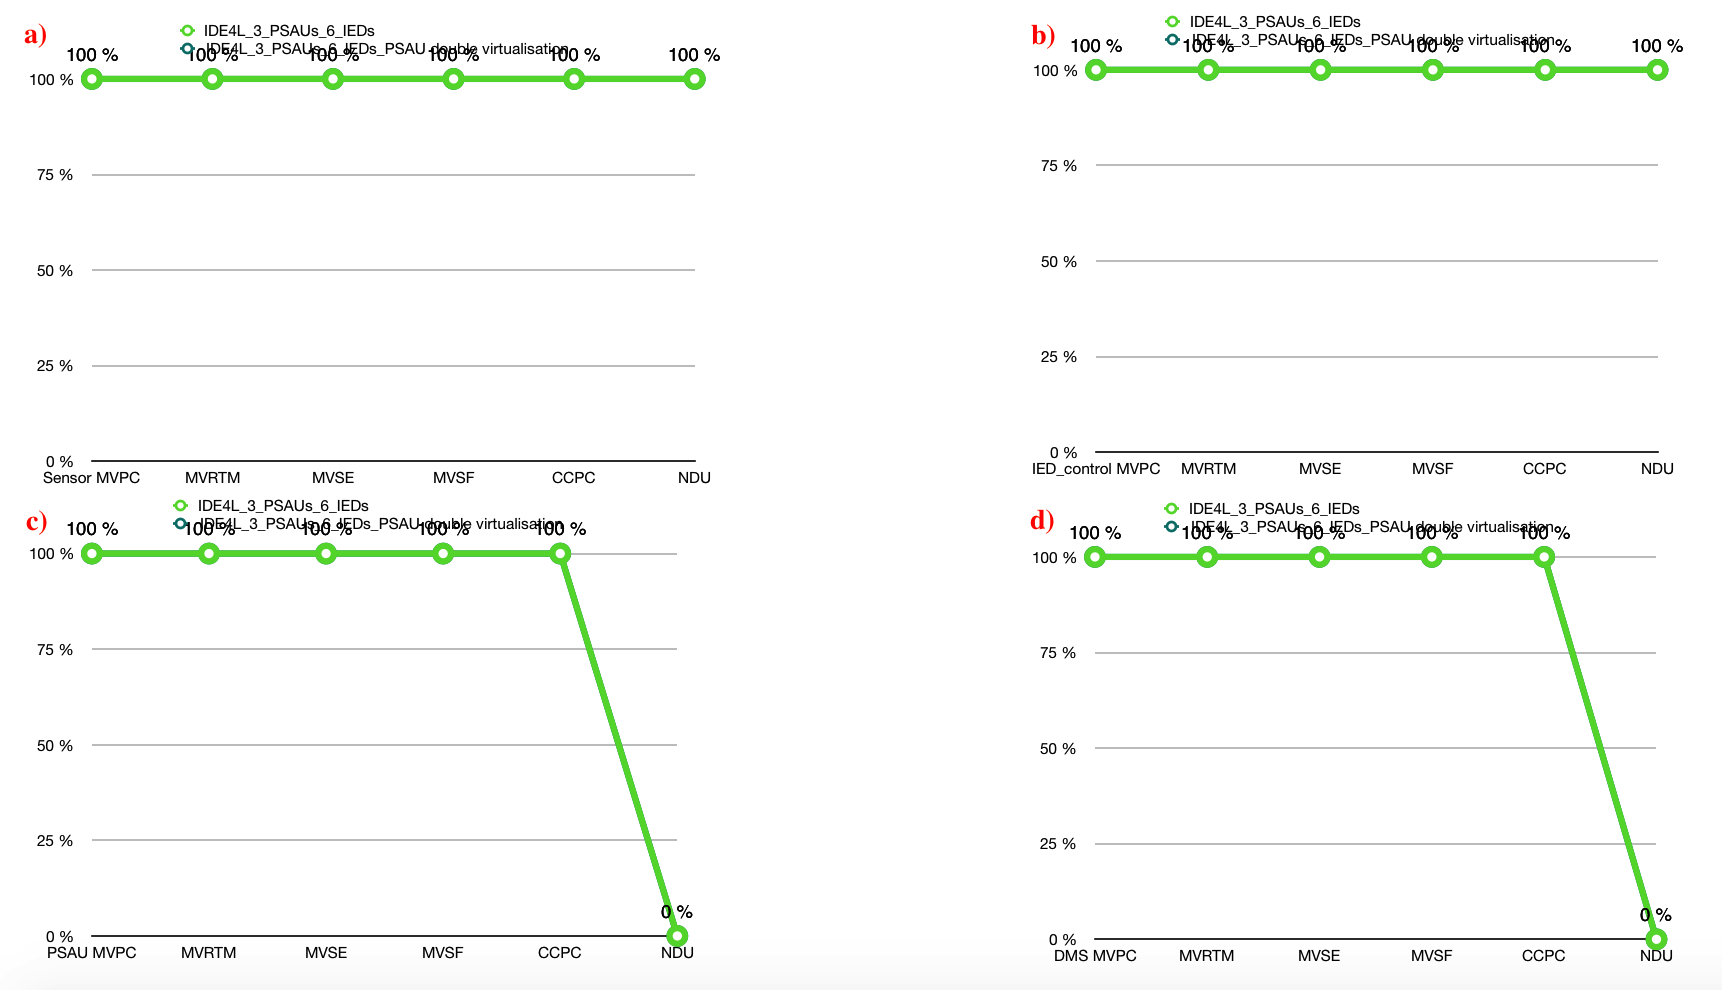 a)
IDE4L_3_PSAUs_6_IEDs
IDE4L_3_PSAUs_6_IEDs_PSAU double virtualisation
100 % 100 % 100 % 100 % 100 % 100 %
100 %
75 %
50 %
25 %
0 %
Sensor MVPC MVRTM MVSE MVSF CCPC NDU
b)
IDE4L_3_PSAUs_6_IEDs
IDE4L_3_PSAUs_6_IEDs_PSAU double virtualisation
100 % 100 % 100 % 100 % 100 % 100 %
100 %
75 %
50 %
25 %
0 %
IED_control MVPC MVRTM MVSE MVSF CCPC NDU
c)
IDE4L_3_PSAUs_6_IEDs
IDE4L_3_PSAUs_6_IEDs_PSAU double virtualisation
100 % 100 % 100 % 100 % 100 %
100 %
75 %
50 %
25 %
0 %
0 %
PSAU MVPC MVRTM MVSE MVSF CCPC NDU
d)
IDE4L_3_PSAUs_6_IEDs
IDE4L_3_PSAUs_6_IEDs_PSAU double virtualisation
100 % 100 % 100 % 100 % 100 %
100 %
75 %
50 %
25 %
0 %
0 %
DMS MVPC MVRTM MVSE MVSF CCPC NDU